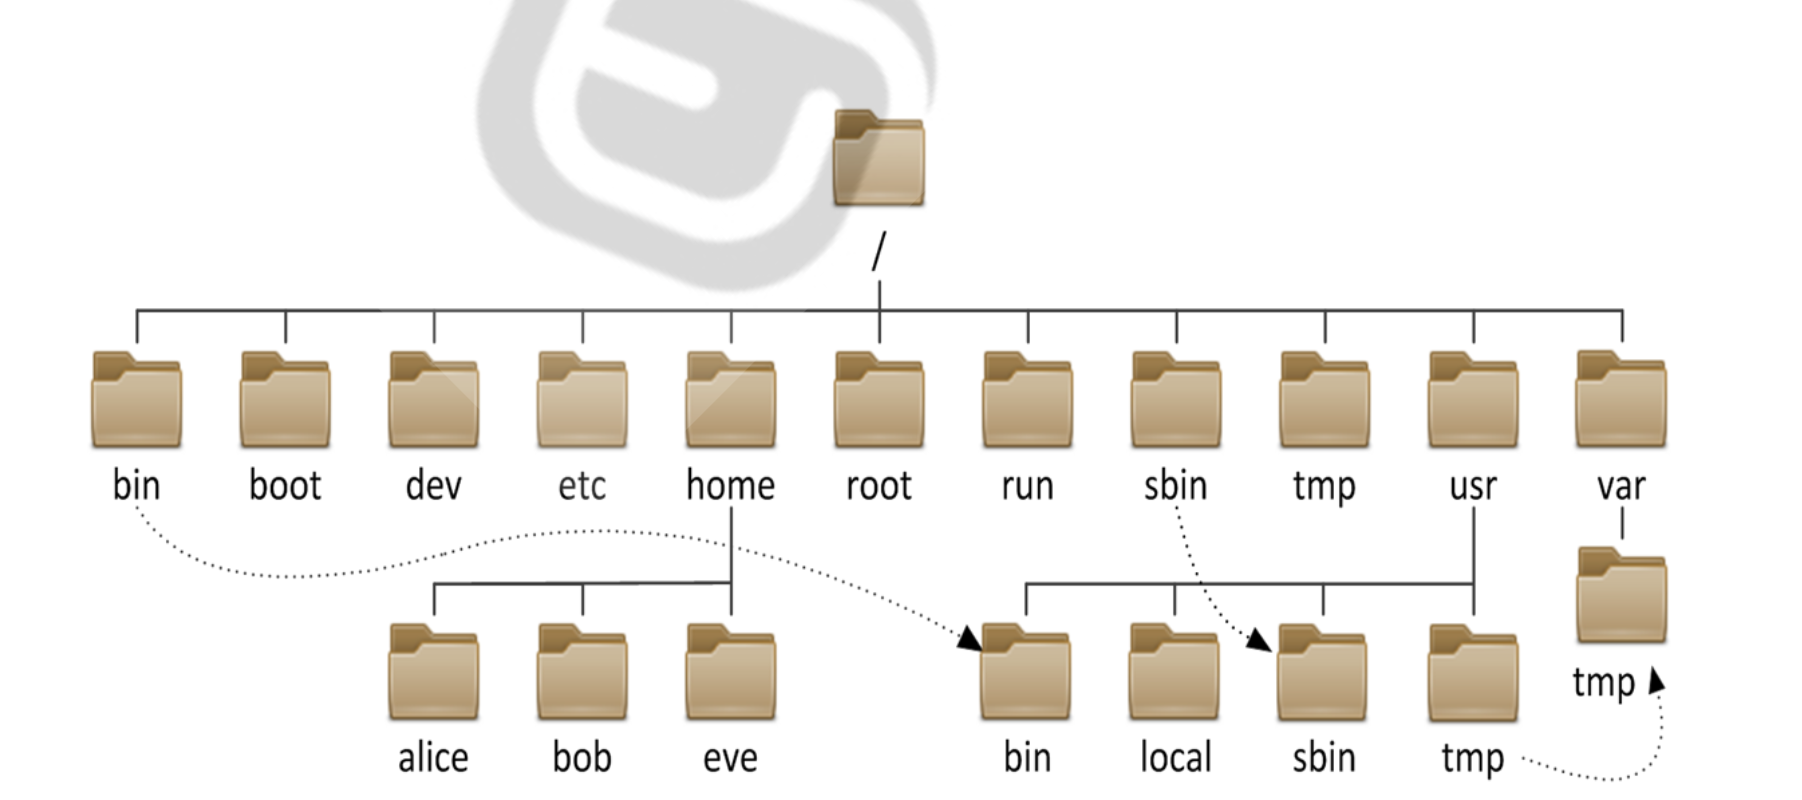 /
bin boot dev etc home root run sbin tmp usr var
tmp
alice bob eve bin local sbin tmp